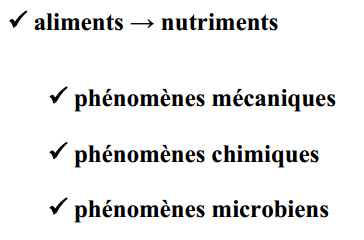 ✓ aliments → nutriments
✓ phénomènes mécaniques
✓ phénomènes chimiques
✓ phénomènes microbiens